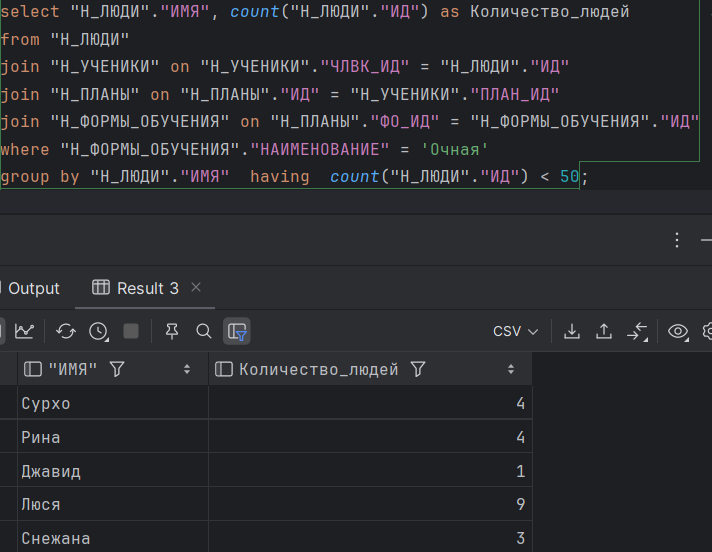 select "Н_ЛЮДИ"."ИМЯ", count("Н_ЛЮДИ"."ИД") as Количество_людей
from "Н_ЛЮДИ"
join "Н_УЧЕНИКИ" on "Н_УЧЕНИКИ"."ЧЛВК_ИД" = "Н_ЛЮДИ"."ИД"
join "Н_ПЛАНЫ" on "Н_ПЛАНЫ"."ИД" = "Н_УЧЕНИКИ"."ПЛАН_ИД"
join "Н_ФОРМЫ_ОБУЧЕНИЯ" on "Н_ПЛАНЫ"."ФО_ИД" = "Н_ФОРМЫ_ОБУЧЕНИЯ"."ИД"
where "Н_ФОРМЫ_ОБУЧЕНИЯ"."НАИМЕНОВАНИЕ" = 'Очная'
group by "Н_ЛЮДИ"."ИМЯ"  having  count("Н_ЛЮДИ"."ИД") < 50;
Output Result 3
CSV
"ИМЯ" Количество_людей
Сурхо 4
Рина 4
Джавид 1
Люся 9
Снежана 3